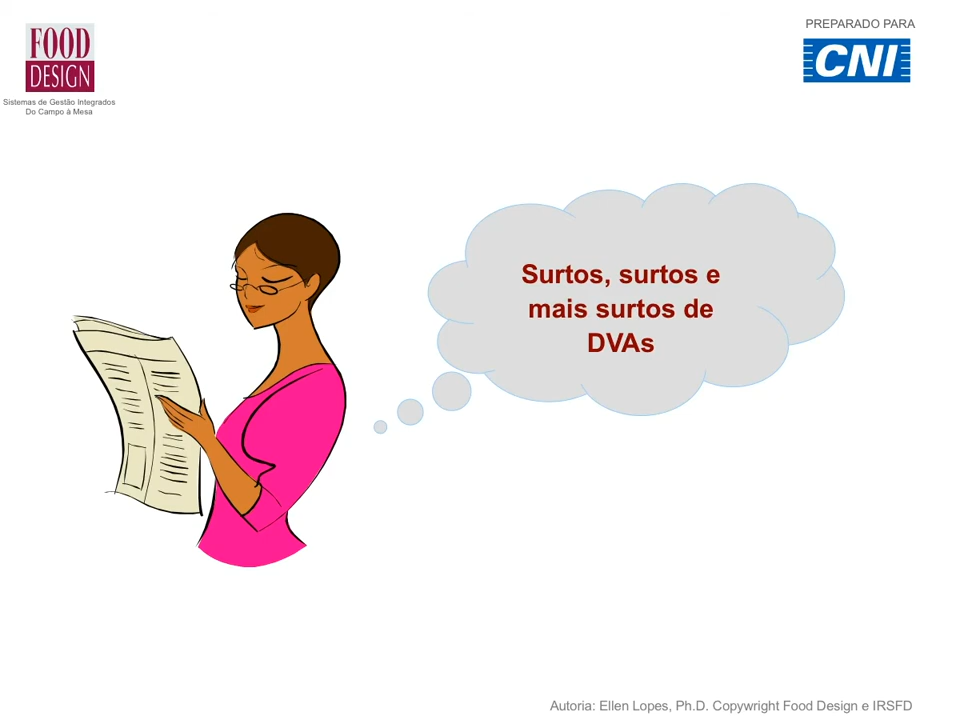 FOOD
DESIGN
Sistemas de Gestão Integrados
Do Campo à Mesa
PREPARADO PARA
CNI
Surtos, surtos e
mais surtos de
DVAs
Autoria: Ellen Lopes, Ph.D. Copywright Food Design e IRSFD